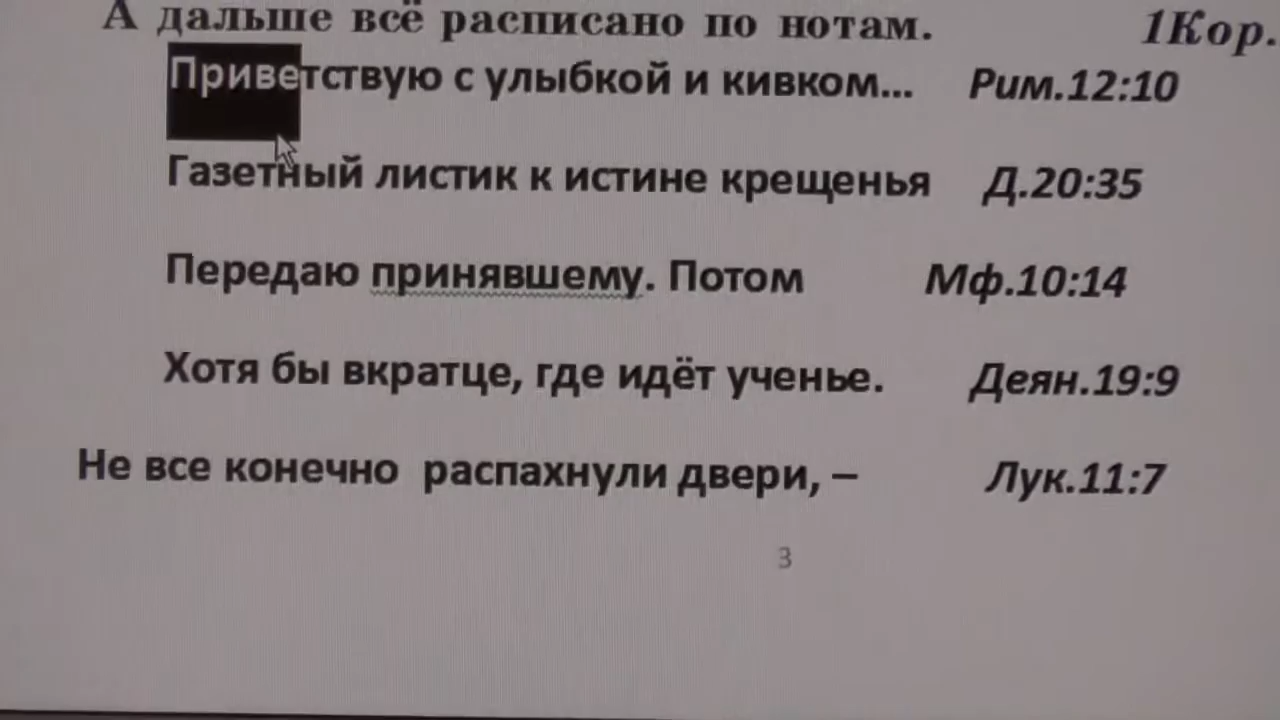 А дальше всё расписано по нотам. 1Кор.
Приветствую с улыбкой и кивком... Рим.12:10
Газетный листик к истине крещенья Д.20:35
Передаю принявшему. Потом Мф.10:14
Хотя бы вкратце, где идёт ученье. Деян.19:9
Не все конечно распахнули двери, – Лук.11:7
3